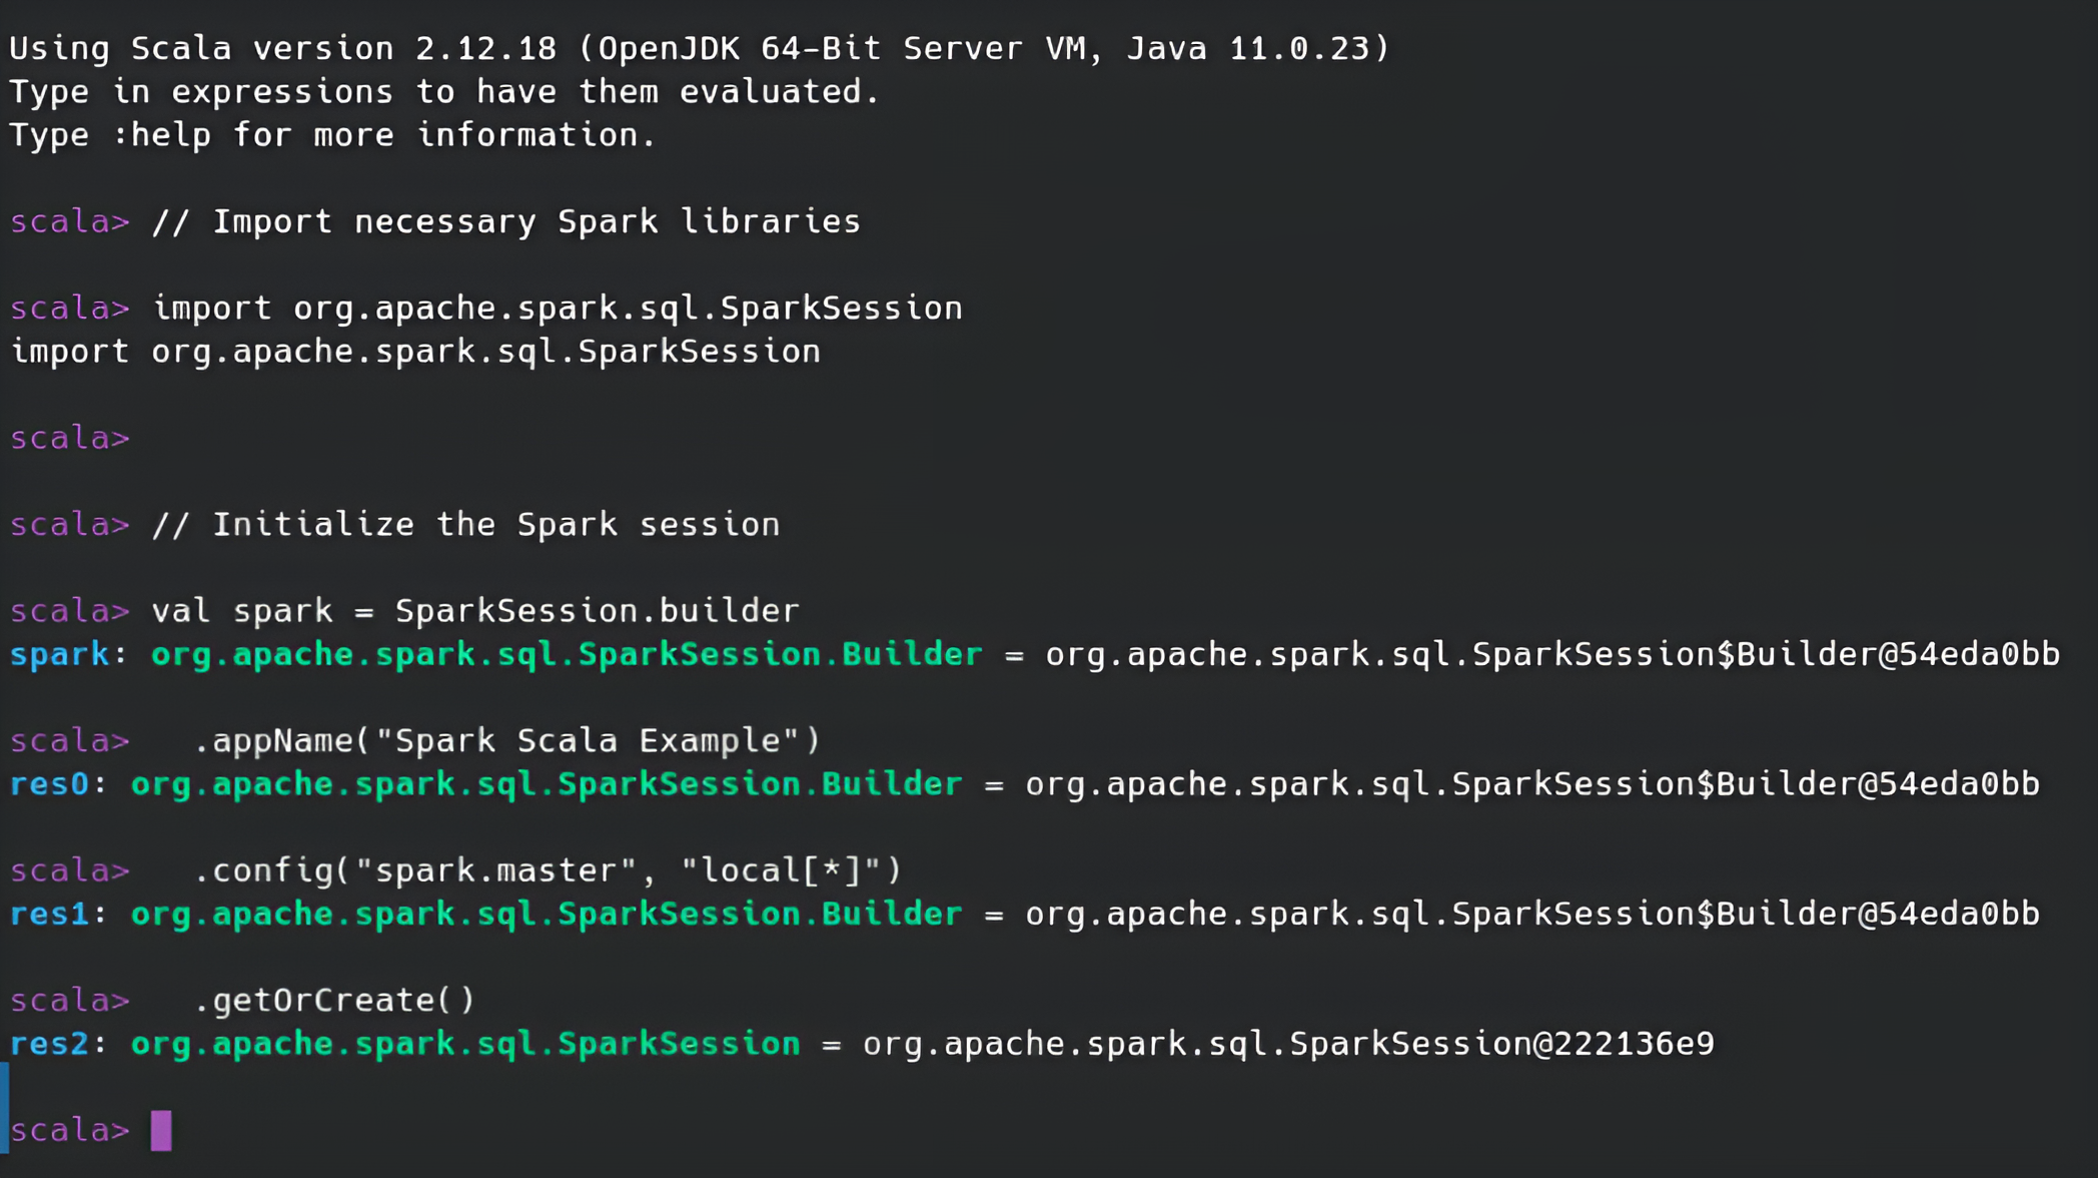 Using Scala version 2.12.18 (OpenJDK 64-Bit Server VM, Java 11.0.23)
Type in expressions to have them evaluated.
Type :help for more information.
scala> // Import necessary Spark libraries
scala> import org.apache.spark.sql.SparkSession
import org.apache.spark.sql.SparkSession
scala>
scala> // Initialize the Spark session
scala> val spark = SparkSession.builder
spark: org.apache.spark.sql.SparkSession.Builder = org.apache.spark.sql.SparkSession$Builder@54eda0bb
scala>   .appName("Spark Scala Example")
res0: org.apache.spark.sql.SparkSession.Builder = org.apache.spark.sql.SparkSession$Builder@54eda0bb
scala>   .config("spark.master", "local[*]")
res1: org.apache.spark.sql.SparkSession.Builder = org.apache.spark.sql.SparkSession$Builder@54eda0bb
scala>   .getOrCreate()
res2: org.apache.spark.sql.SparkSession = org.apache.spark.sql.SparkSession@222136e9
scala>